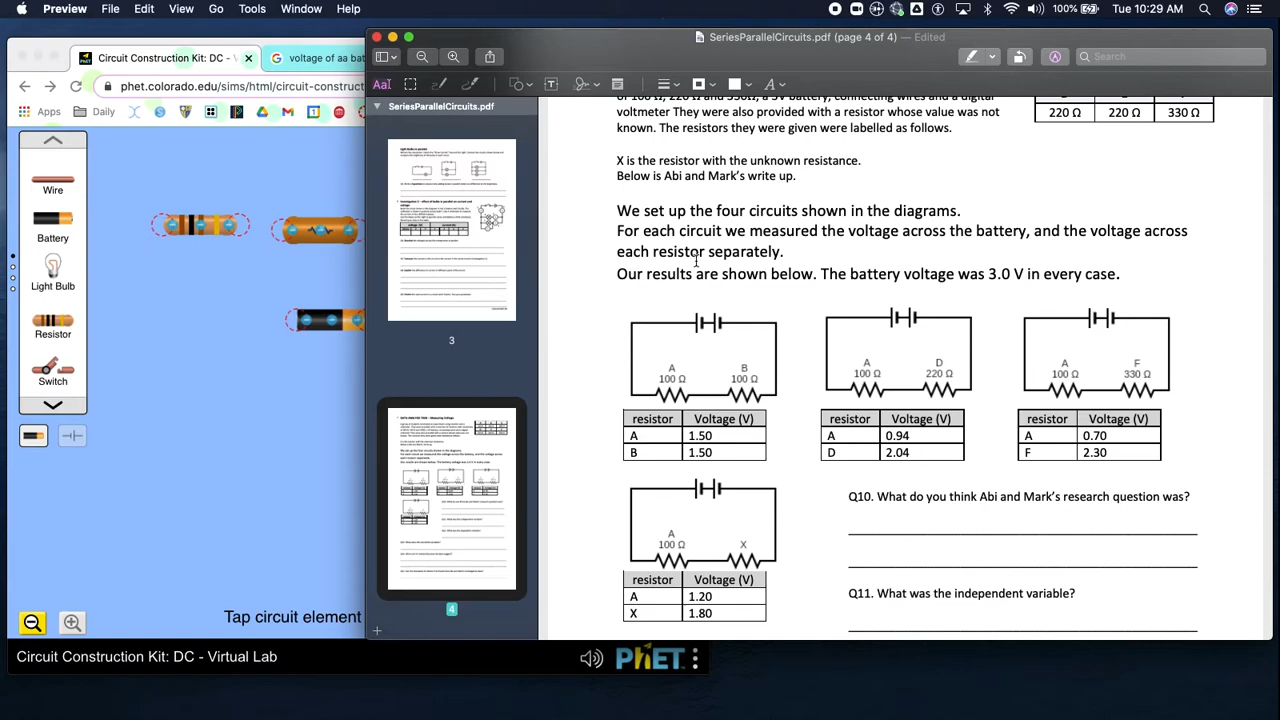 Preview File Edit View Go Tools Window Help 100% Tue 10:29 AM
SeriesParallelCircuits.pdf (page 4 of 4) — Edited
Circuit Construction Kit: DC - V
voltage of aa bat
Search
phet.colorado.edu/sims/html/circuit-construct
Apps Daily
SeriesParallelCircuits.pdf
voltmeter They were also provided with a resistor whose value was not
known. The resistors they were given were labelled as follows.
220 Ω 220 Ω 330 Ω
X is the resistor with the unknown resistance.
Below is Abi and Mark's write up.
We set up the four circuits shown in the diagrams.
For each circuit we measured the voltage across the battery, and the voltage across
each resistor separately.
Our results are shown below. The battery voltage was 3.0 V in every case.
Wire
Battery
Light Bulb
Resistor
Switch
3
4
A B
100 Ω 100 Ω
resistor Voltage (V)
A 1.50
B 1.50
A D
100 Ω 220 Ω
resistor Voltage (V)
A 0.94
D 2.04
A F
100 Ω 330 Ω
resistor Voltage (V)
A 0.70
F 2.30
A X
100 Ω
resistor Voltage (V)
A 1.20
X 1.80
Q10. What do you think Abi and Mark's research question was?
Q11. What was the independent variable?
Tap circuit element
Circuit Construction Kit: DC - Virtual Lab
PhET